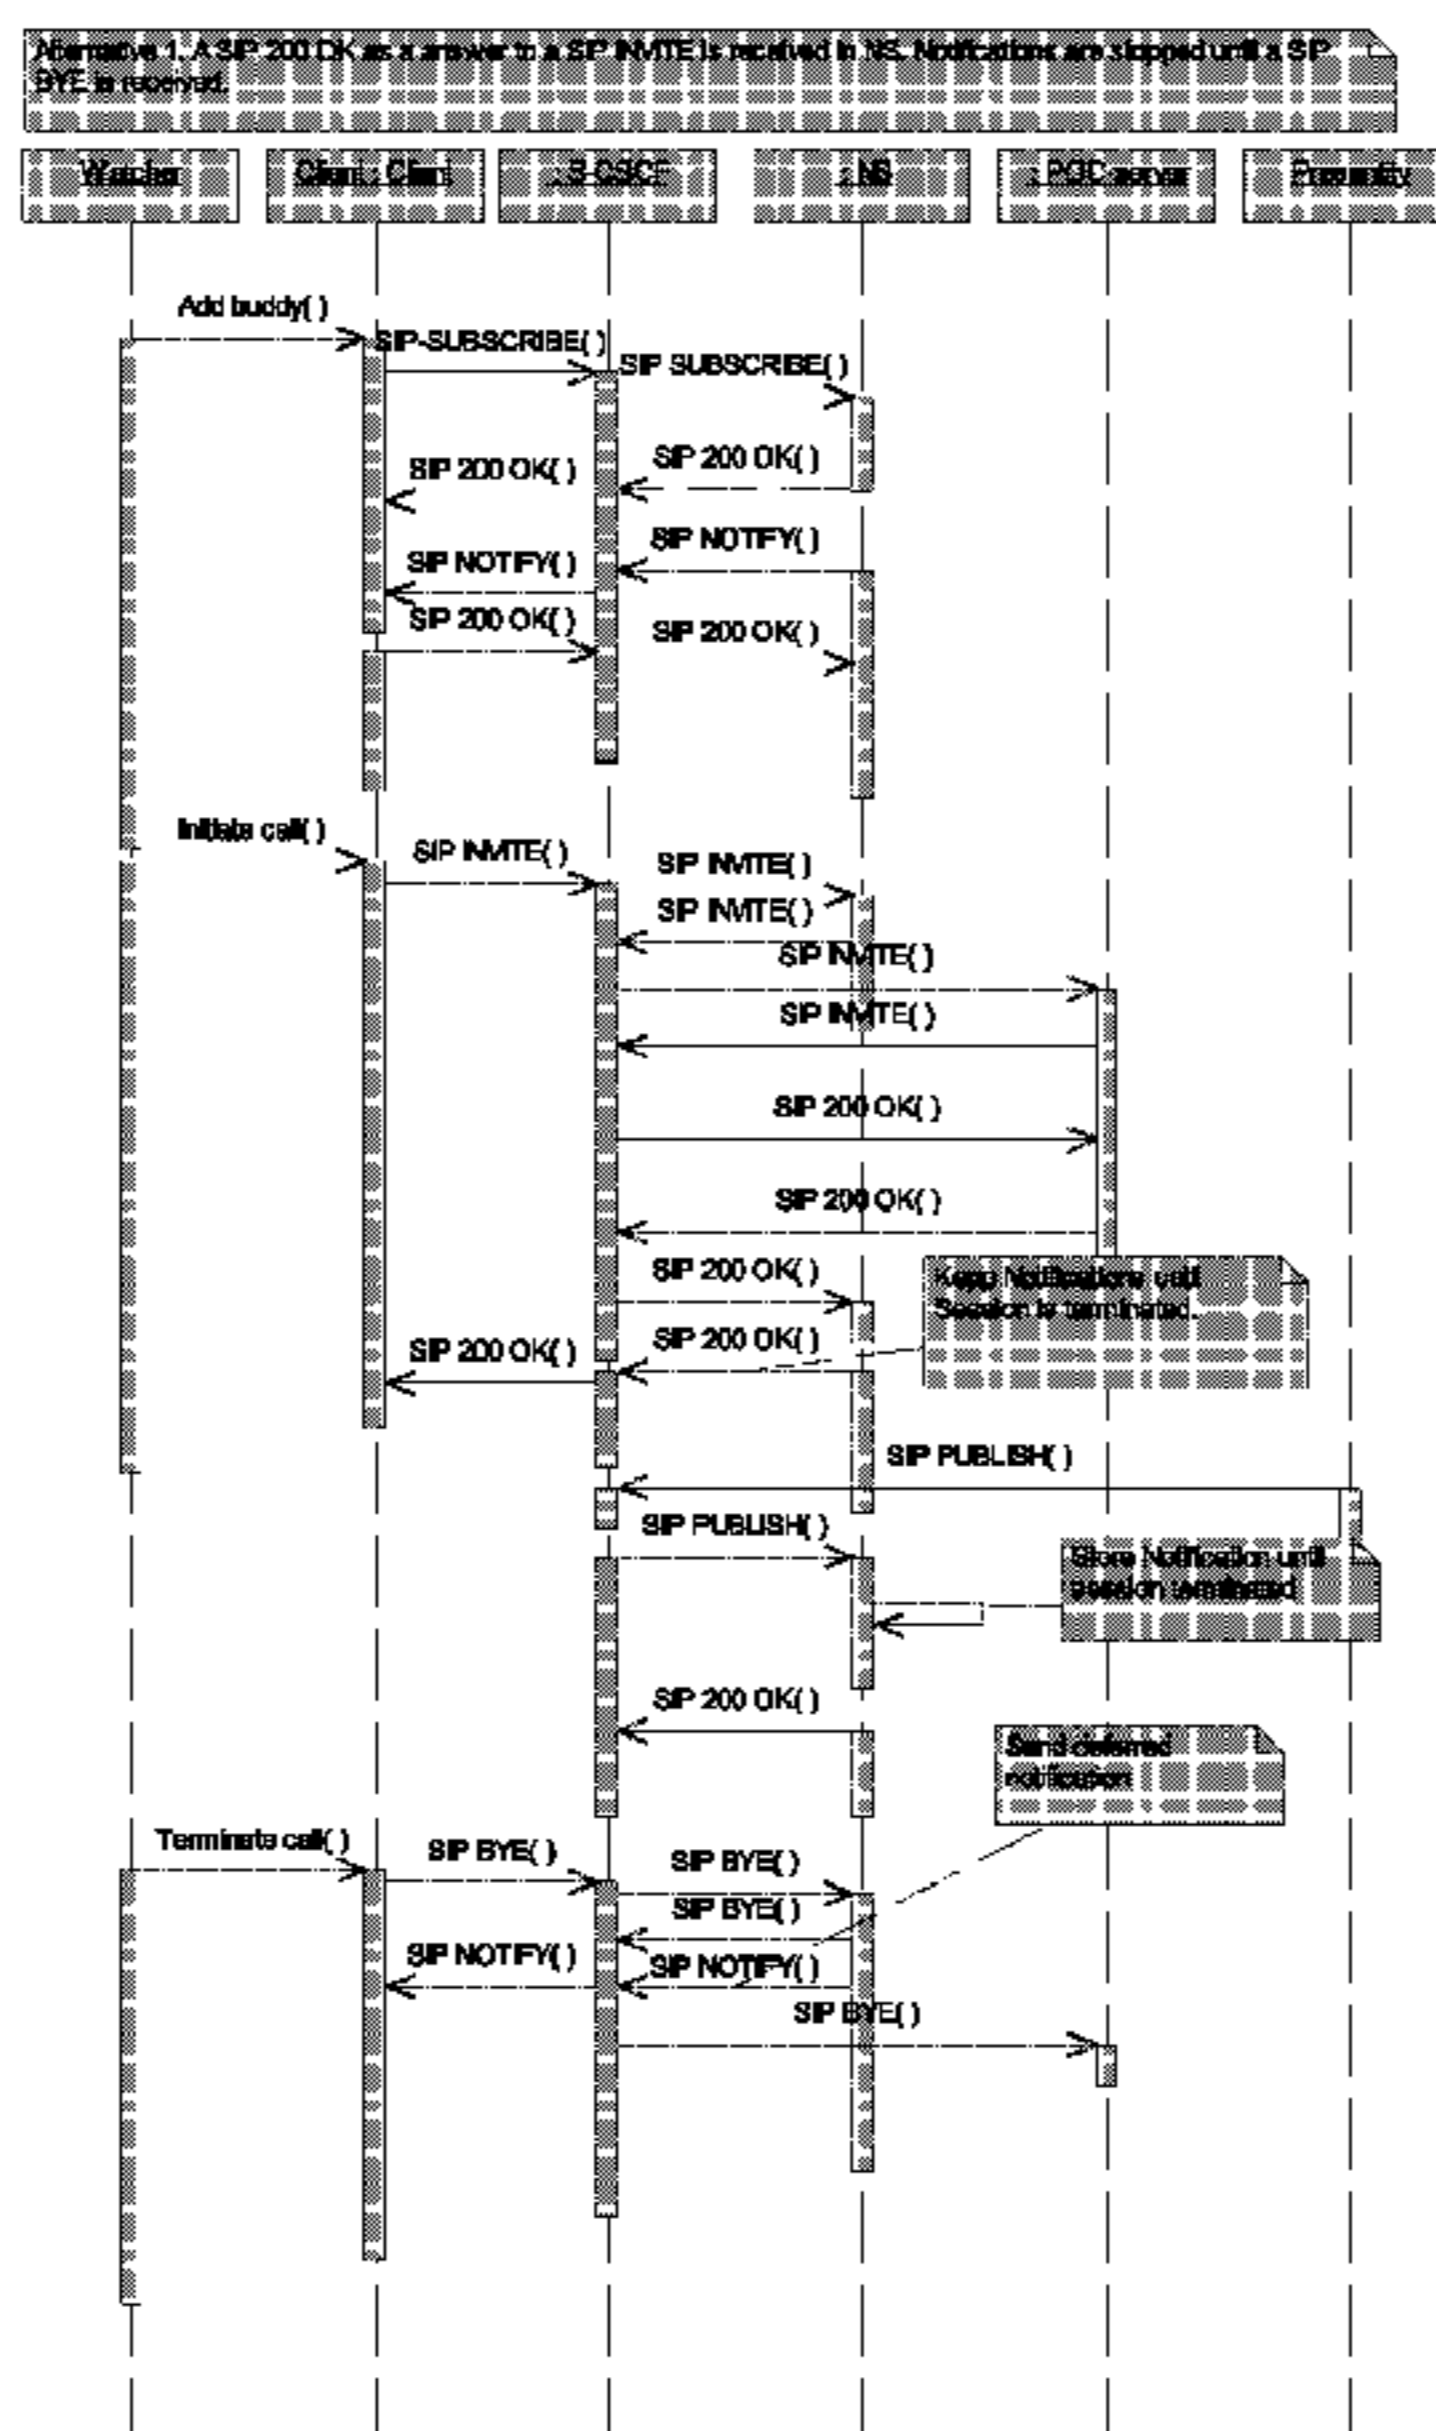 Alternative 1. A SIP 200 OK as a answer to a SIP INVITE is received in NS. Notifications are stopped until a SIP
BYE is received.
Watcher
Client : Client
: S-CSCF
: NS
: POC server
Add buddy( )
SIP-SUBSCRIBE( )
SIP SUBSCRIBE( )
SIP 200 OK( )
SIP 200 OK( )
SIP NOTIFY( )
SIP NOTIFY( )
SIP 200 OK( )
SIP 200 OK( )
Initiate call( )
SIP INVITE( )
SIP INVITE( )
SIP INVITE( )
SIP INVITE( )
SIP INVITE( )
SIP 200 OK( )
SIP 200 OK( )
SIP 200 OK( )
Notifications until
Session is terminated.
SIP 200 OK( )
SIP 200 OK( )
SIP PUBLISH( )
SIP PUBLISH( )
Store Notification until
session terminated
SIP 200 OK( )
Send deferred
notification
Terminate call( )
SIP BYE( )
SIP BYE( )
SIP BYE( )
SIP NOTIFY( )
SIP NOTIFY( )
SIP BYE( )